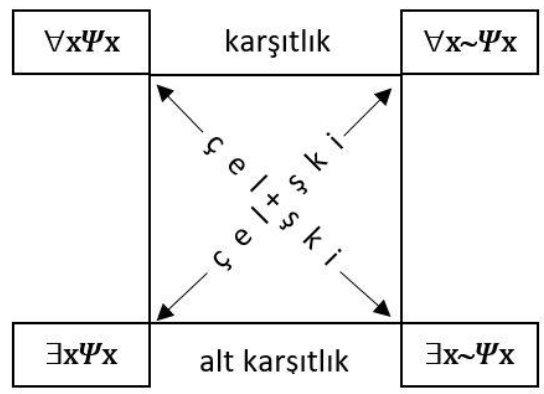 ∀xΨx
karşıtlık
∀x~Ψx
çelişki
çelişki
∃xΨx
alt karşıtlık
∃x~Ψx